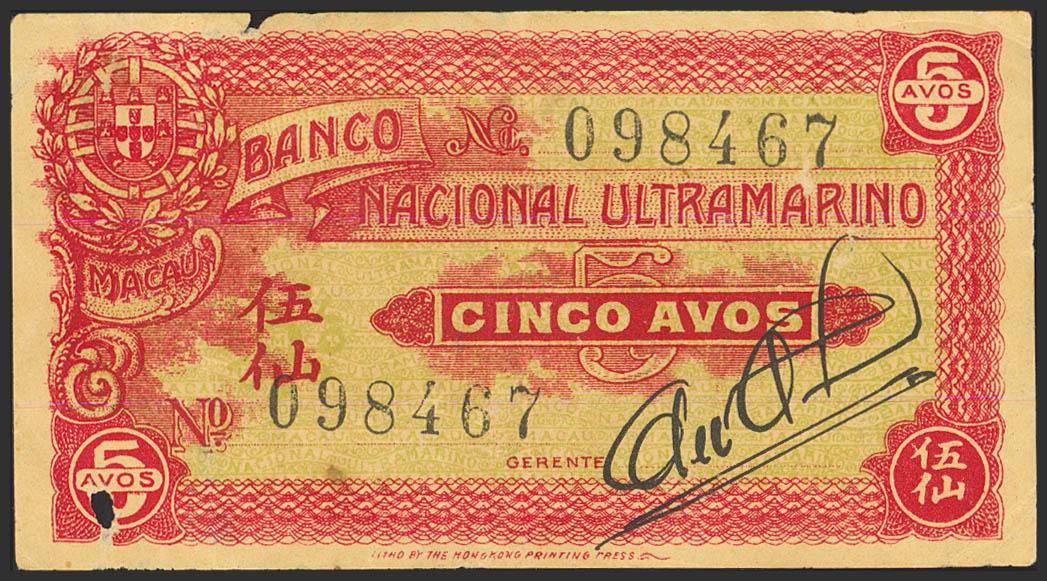 5
AVOS
BANCO
No. 098467
NACIONAL ULTRAMARINO
MACAU
5
CINCO AVOS
伍
仙
No 098467
GERENTE
5
AVOS
伍
仙
LITHO BY THE HONGKONG PRINTING PRESS